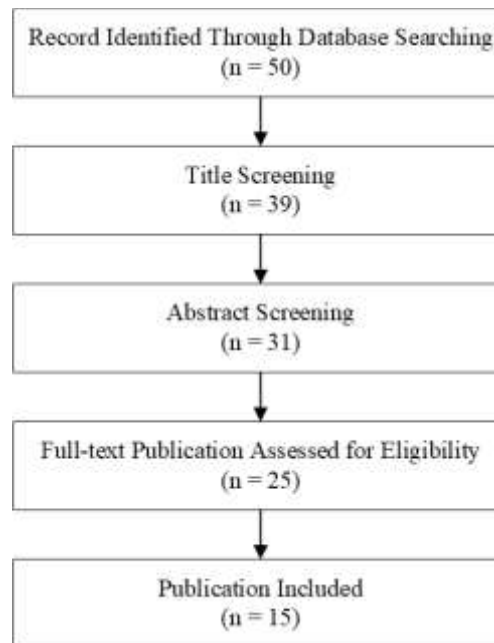 Record Identified Through Database Searching
(n = 50)
Title Screening
(n = 39)
Abstract Screening
(n = 31)
Full-text Publication Assessed for Eligibility
(n = 25)
Publication Included
(n = 15)